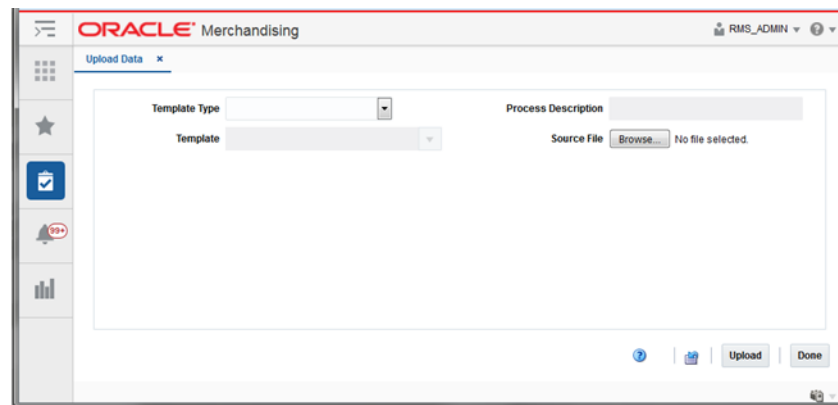 ORACLE® Merchandising
RMS_ADMIN
Upload Data ×
Template Type
Process Description
Template
Source File Browse... No file selected.
99+
Upload
Done